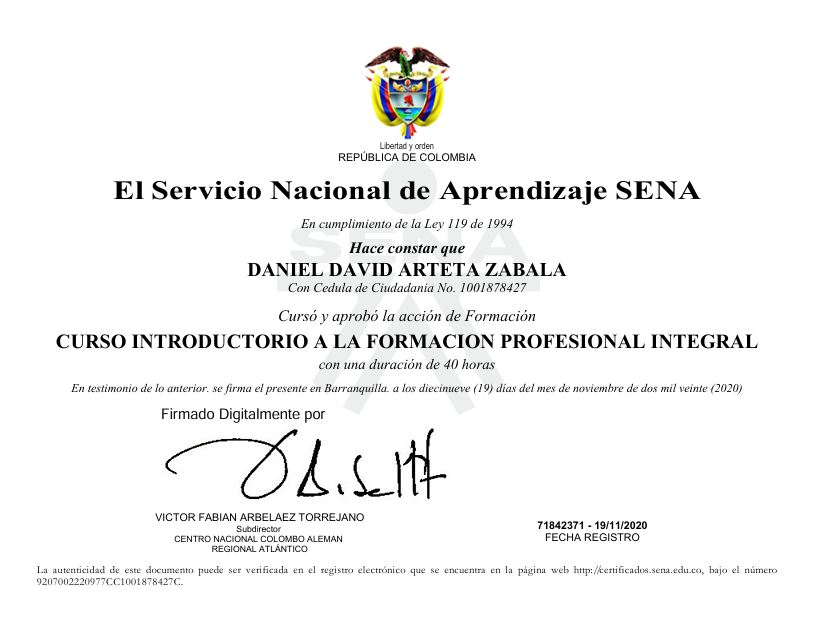 Libertad y orden
REPÚBLICA DE COLOMBIA
El Servicio Nacional de Aprendizaje SENA
En cumplimiento de la Ley 119 de 1994
SENA
Hace constar que
DANIEL DAVID ARTETA ZABALA
Con Cedula de Ciudadania No. 1001878427
Cursó y aprobó la acción de Formación
CURSO INTRODUCTORIO A LA FORMACION PROFESIONAL INTEGRAL
con una duración de 40 horas
En testimonio de lo anterior. se firma el presente en Barranquilla. a los diecinueve (19) días del mes de noviembre de dos mil veinte (2020)
Firmado Digitalmente por
VICTOR FABIAN ARBELAEZ TORREJANO
Subdirector
CENTRO NACIONAL COLOMBO ALEMAN
REGIONAL ATLÁNTICO
71842371 - 19/11/2020
FECHA REGISTRO
La autenticidad de este documento puede ser verificada en el registro electrónico que se encuentra en la página web http://certificados.sena.edu.co, bajo el número
9207002220977CC1001878427C.